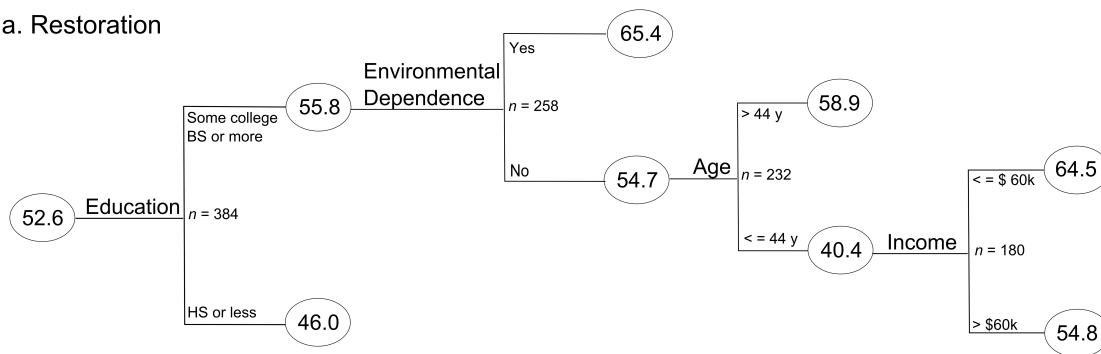 a. Restoration
52.6
Education
n = 384
Some college
BS or more
HS or less
55.8
46.0
Environmental
Dependence
n = 258
Yes
No
65.4
54.7
Age
n = 232
> 44 y
< = 44 y
58.9
40.4
Income
n = 180
< = $ 60k
> $60k
64.5
54.8